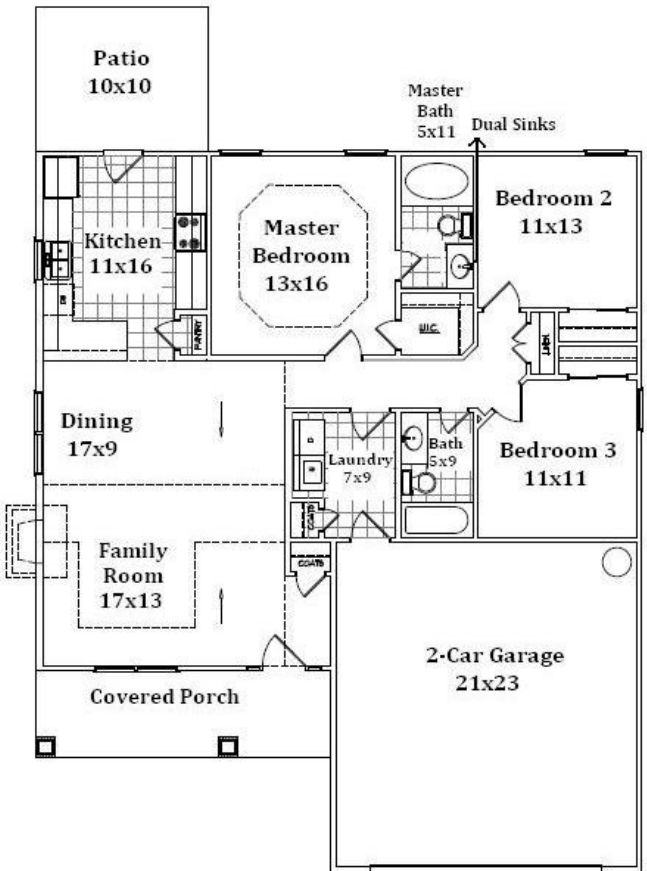 Patio
10x10
Master
Bath
5x11
Dual Sinks
Kitchen
11x16
Master
Bedroom
13x16
Bedroom 2
11x13
W.I.C.
PANTRY
DW
Dining
17x9
Laundry
7x9
D
Bath
5x9
Bedroom 3
11x11
COATS
COATS
Family
Room
17x13
2-Car Garage
21x23
Covered Porch